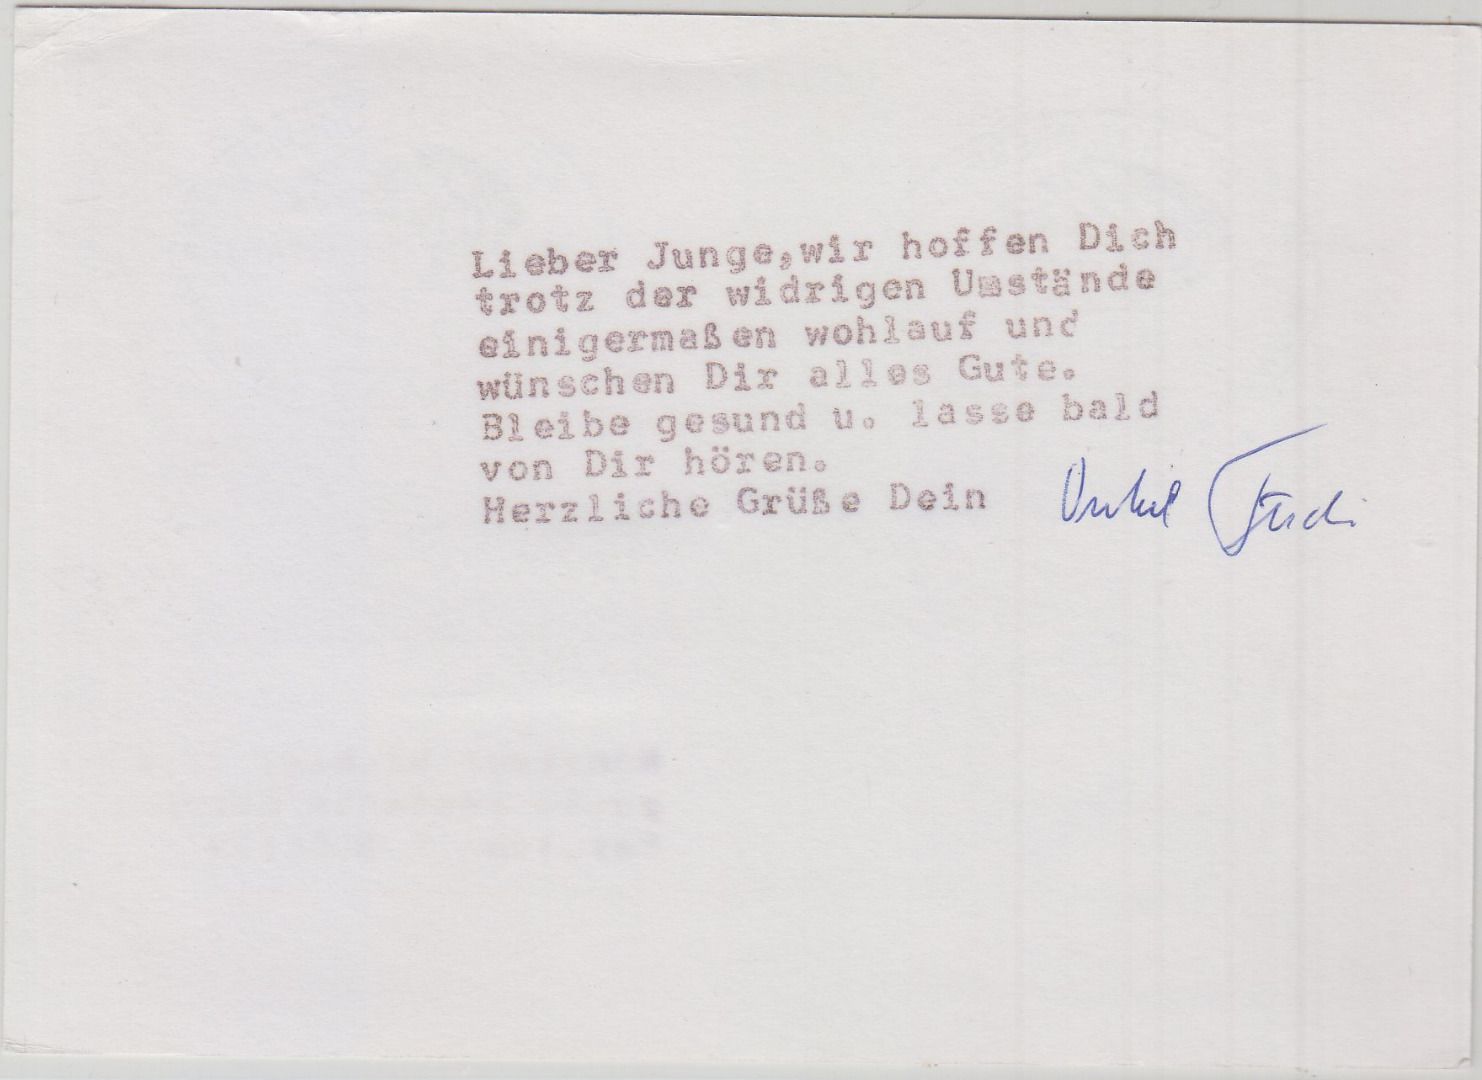 Lieber Junge,wir hoffen Dich
trotz der widrigen Umstände
einigermaßen wohlauf und
wünschen Dir alles Gute.
Bleibe gesund u. lasse bald
von Dir hören.
Herzliche Grüße Dein Onkel